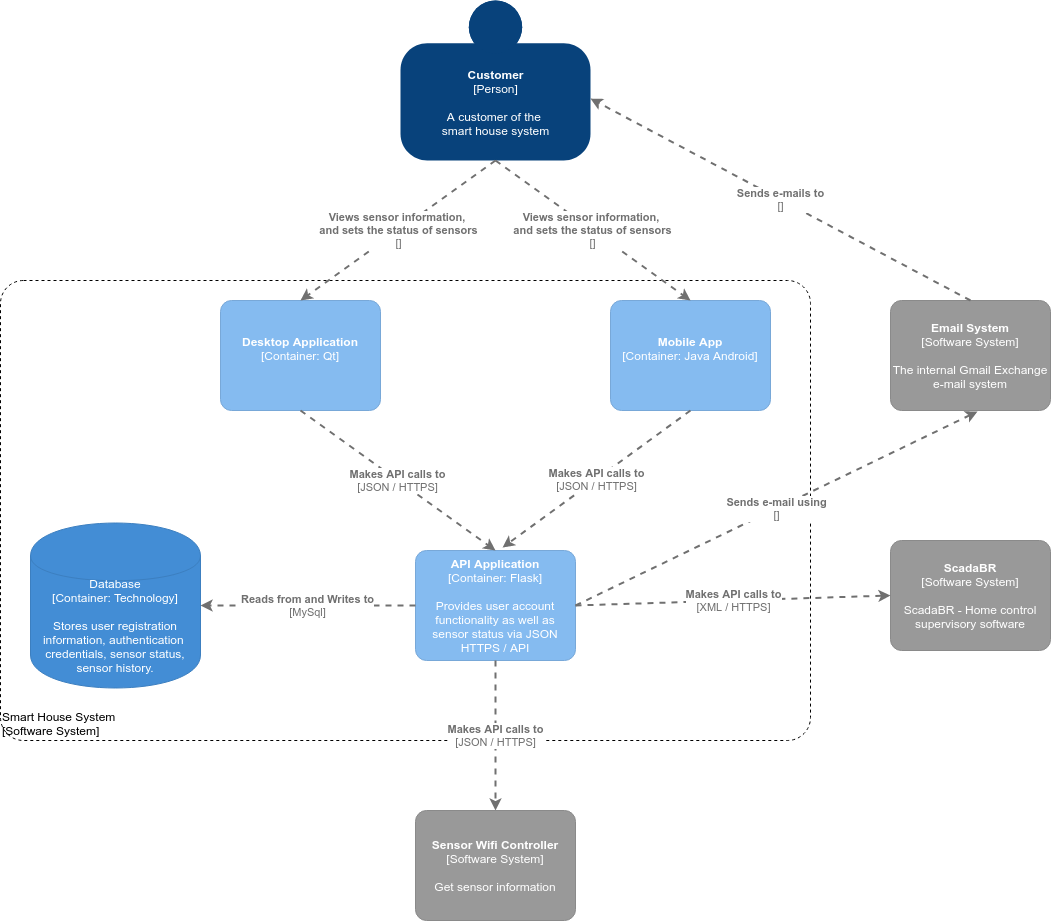 Customer
[Person]
A customer of the
smart house system
Sends e-mails to
[]
Views sensor information,
and sets the status of sensors
[]
Views sensor information,
and sets the status of sensors
[]
Desktop Application
[Container: Qt]
Mobile App
[Container: Java Android]
Email System
[Software System]
The internal Gmail Exchange
e-mail system
Makes API calls to
[JSON / HTTPS]
Makes API calls to
[JSON / HTTPS]
Sends e-mail using
[]
Database
[Container: Technology]
Stores user registration
information, authentication
credentials, sensor status,
sensor history.
Reads from and Writes to
[MySql]
API Application
[Container: Flask]
Provides user account
functionality as well as
sensor status via JSON
HTTPS / API
Makes API calls to
[XML / HTTPS]
ScadaBR
[Software System]
ScadaBR - Home control
supervisory software
Smart House System
[Software System]
Makes API calls to
[JSON / HTTPS]
Sensor Wifi Controller
[Software System]
Get sensor information